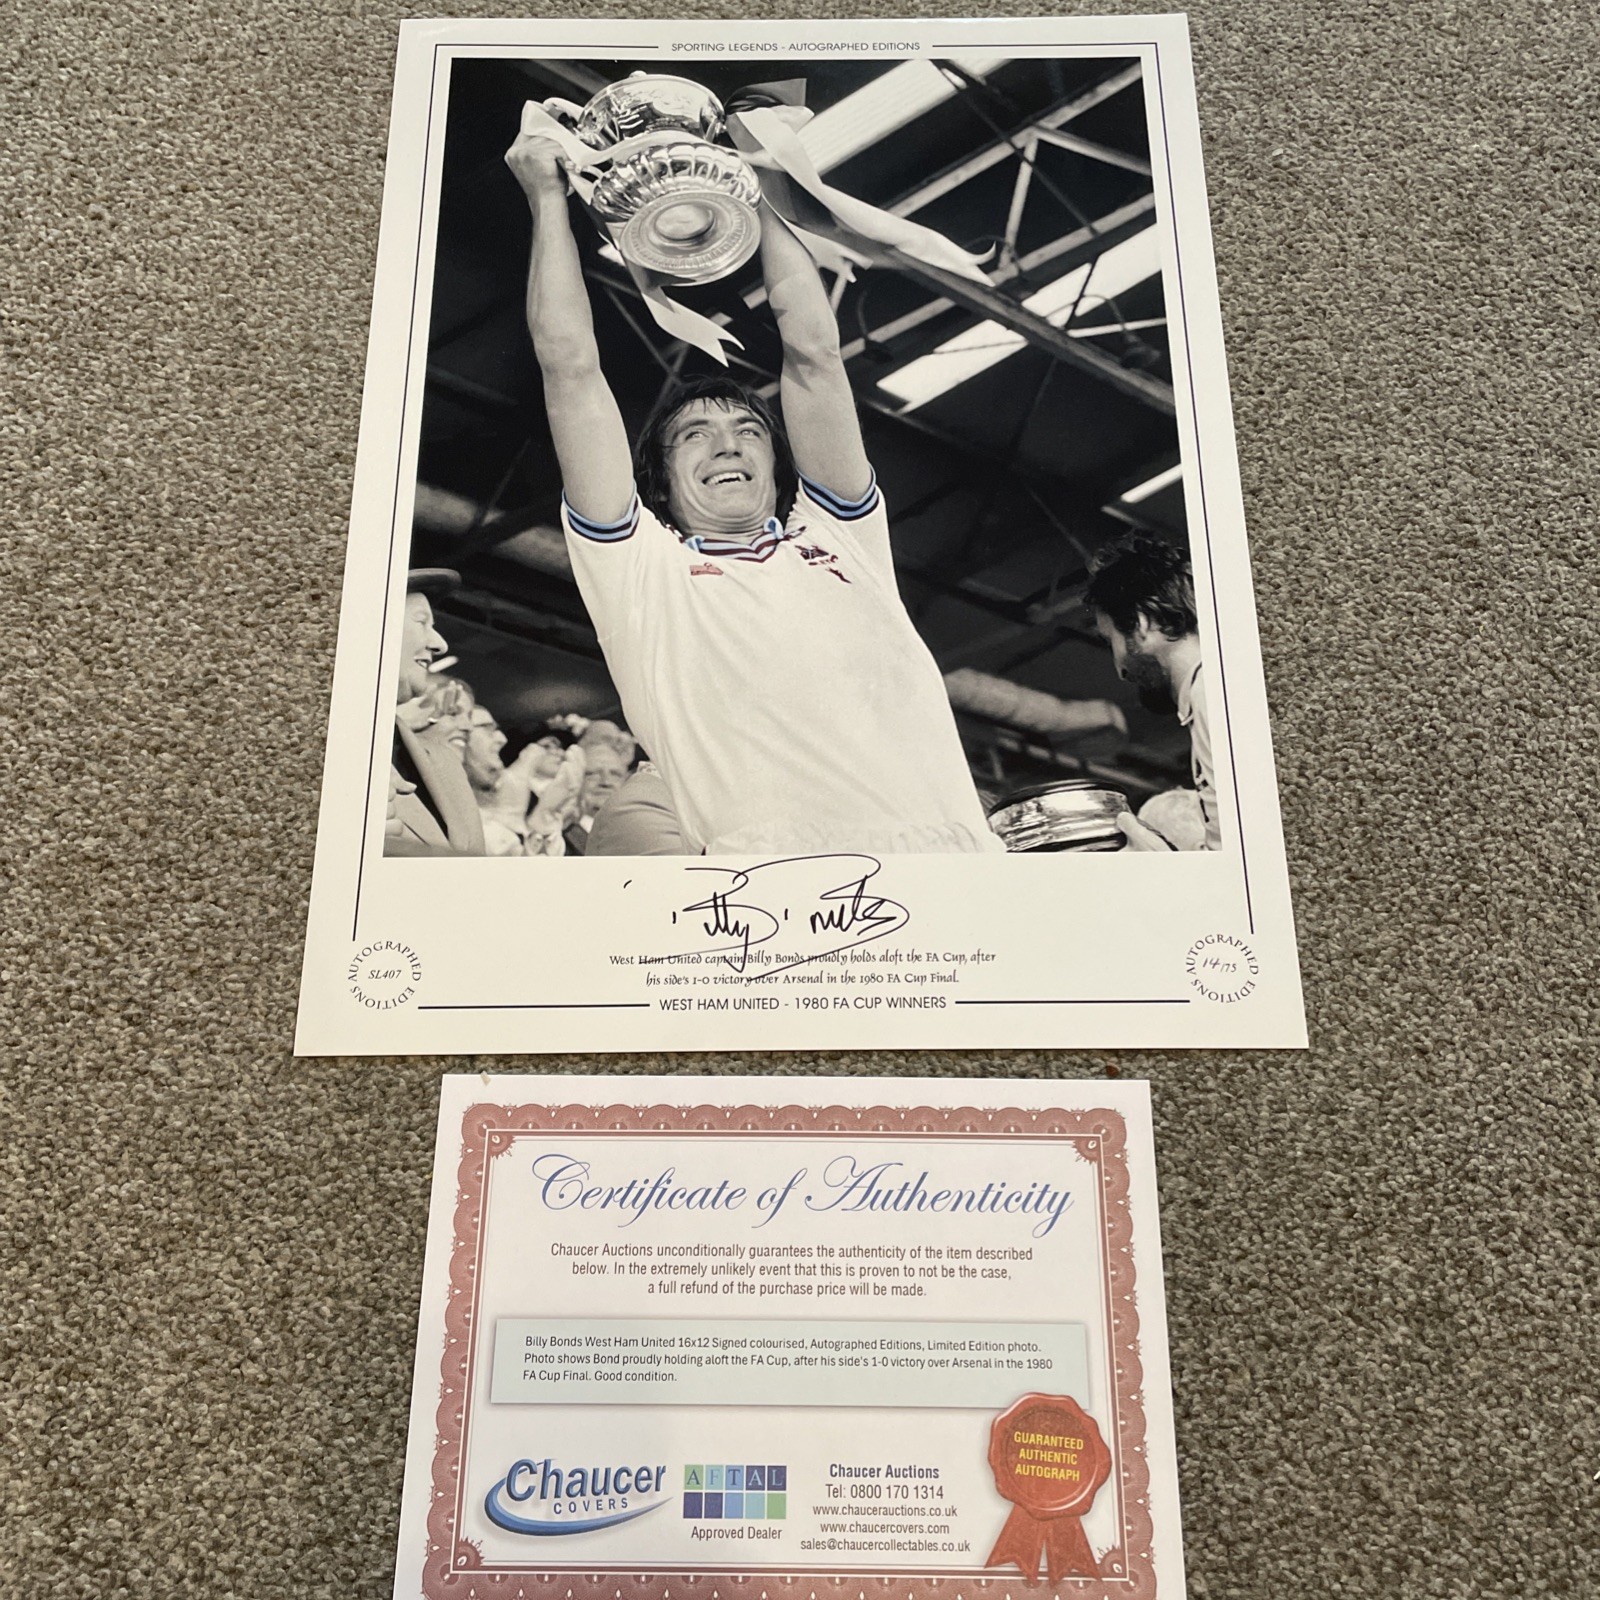 SPORTING LEGENDS - AUTOGRAPHED EDITIONS
Billy Bonds
West Ham United captain Billy Bonds proudly holds aloft the FA Cup, after
his side's 1-0 victory over Arsenal in the 1980 FA Cup Final.
WEST HAM UNITED - 1980 FA CUP WINNERS
AUTOGRAPHED
SL407
EDITIONS
AUTOGRAPHED
14/75
EDITIONS
Certificate of Authenticity
Chaucer Auctions unconditionally guarantees the authenticity of the item described
below. In the extremely unlikely event that this is proven to not be the case,
a full refund of the purchase price will be made.
Billy Bonds West Ham United 16x12 Signed colourised, Autographed Editions, Limited Edition photo.
Photo shows Bond proudly holding aloft the FA Cup, after his side's 1-0 victory over Arsenal in the 1980
FA Cup Final. Good condition.
Chaucer
COVERS
AFTAL
Approved Dealer
Chaucer Auctions
Tel: 0800 170 1314
www.chaucerauctions.co.uk
www.chaucercovers.com
sales@chaucercollectables.co.uk
GUARANTEED
AUTHENTIC
AUTOGRAPH